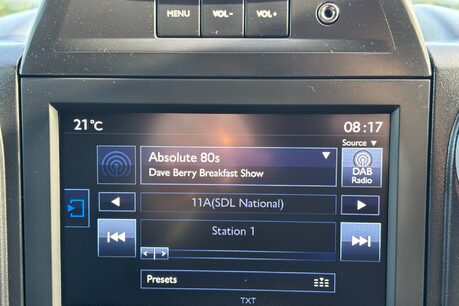 MENU VOL- VOL+
21°C 08:17
Source ▼
Absolute 80s ▼
Dave Berry Breakfast Show
DAB
Radio
11A(SDL National)
Station 1
Presets
TXT